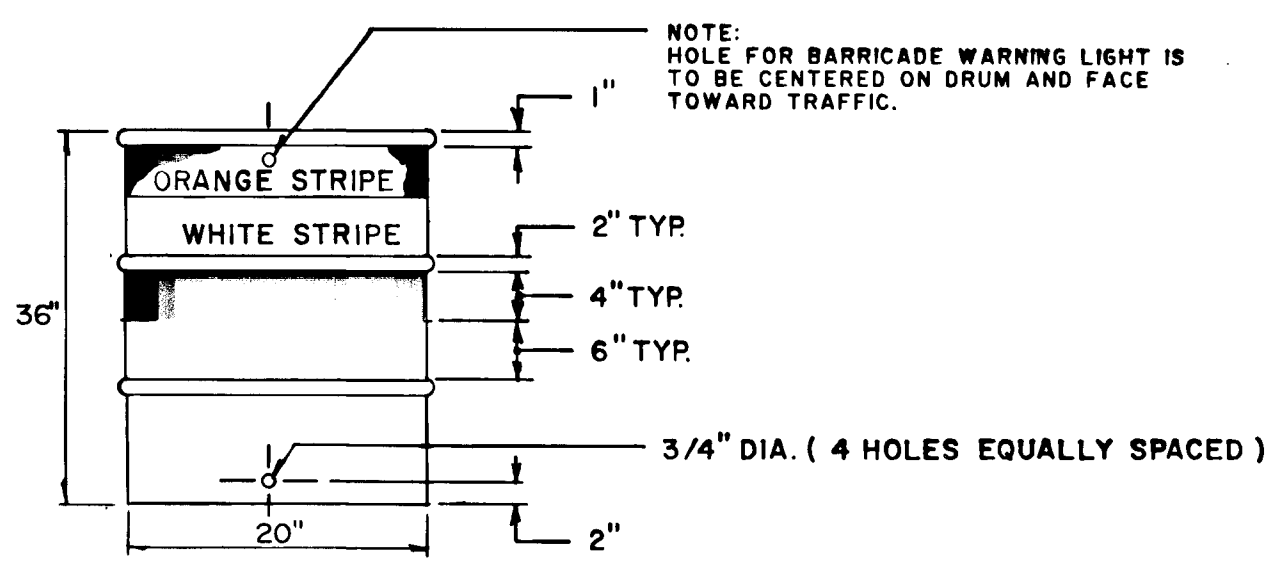 NOTE:
HOLE FOR BARRICADE WARNING LIGHT IS
TO BE CENTERED ON DRUM AND FACE
TOWARD TRAFFIC.
1"
ORANGE STRIPE
WHITE STRIPE
2" TYP.
4" TYP.
36"
6" TYP.
3/4" DIA. ( 4 HOLES EQUALLY SPACED )
20"
2"